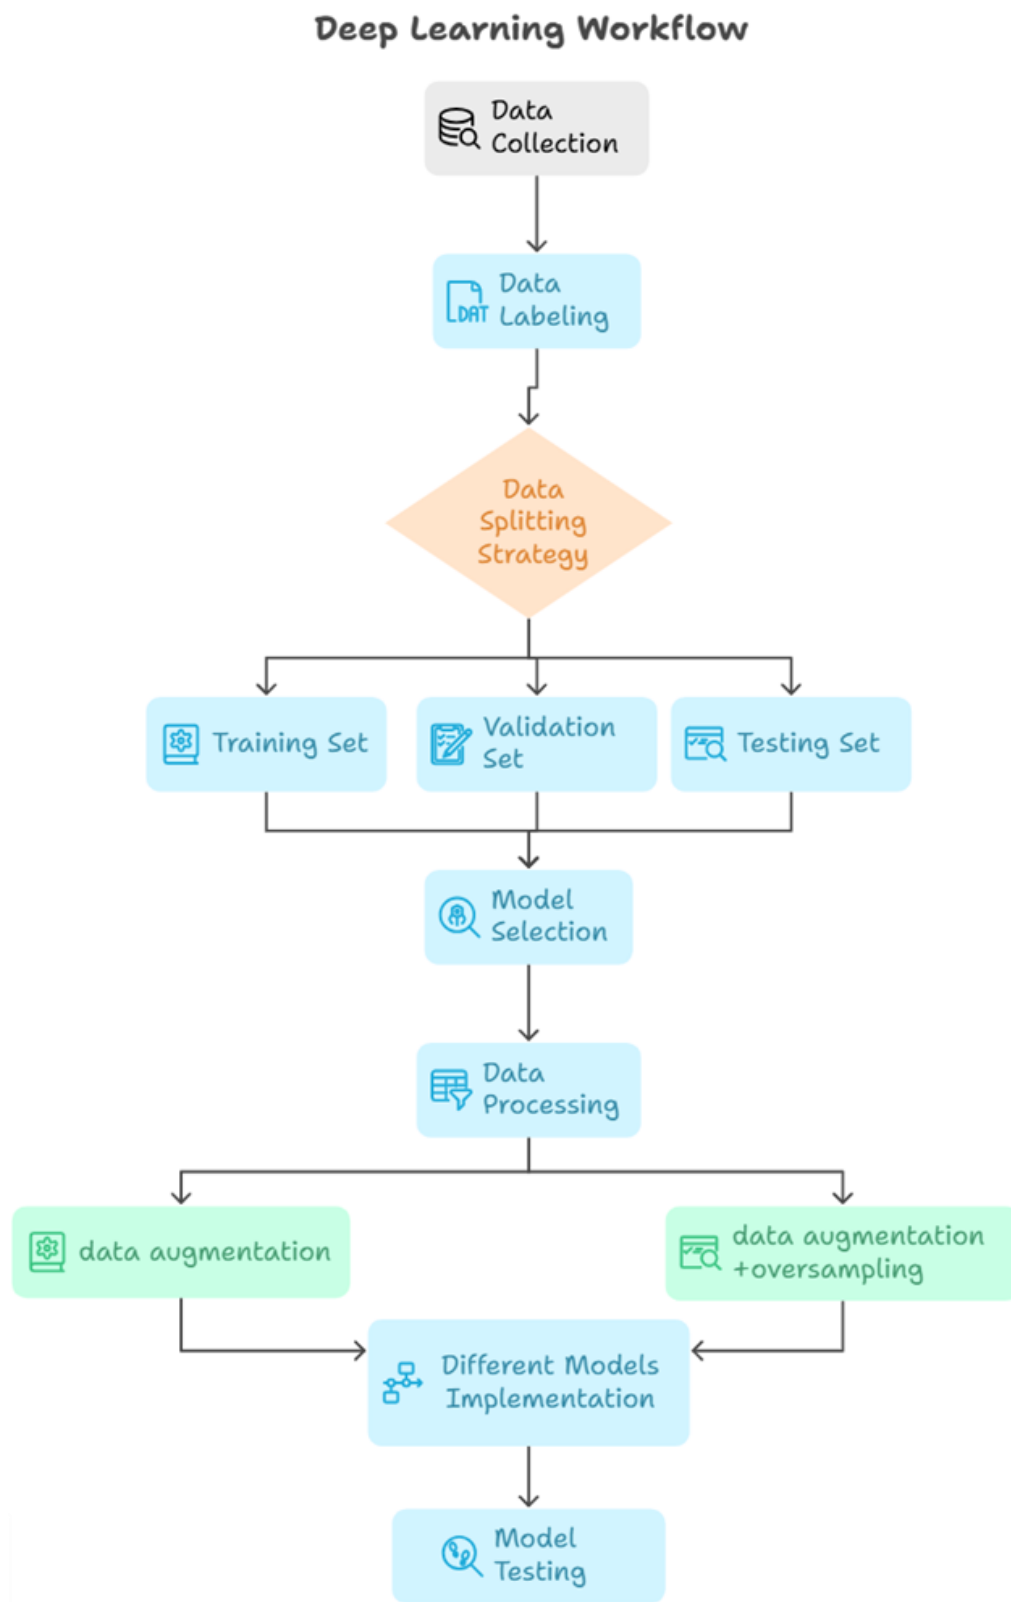 Deep Learning Workflow
Data
Collection
DAT
Data
Labeling
Data
Splitting
Strategy
Training Set
Validation
Set
Testing Set
Model
Selection
Data
Processing
data augmentation
data augmentation
+oversampling
Different Models
Implementation
Model
Testing